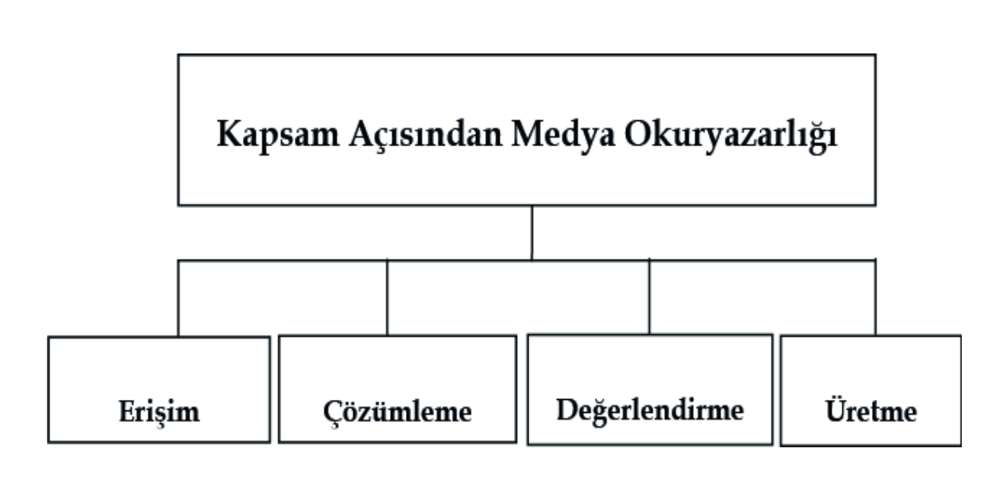 Kapsam Açısından Medya Okuryazarlığı
Erişim
Çözümleme
Değerlendirme
Üretme